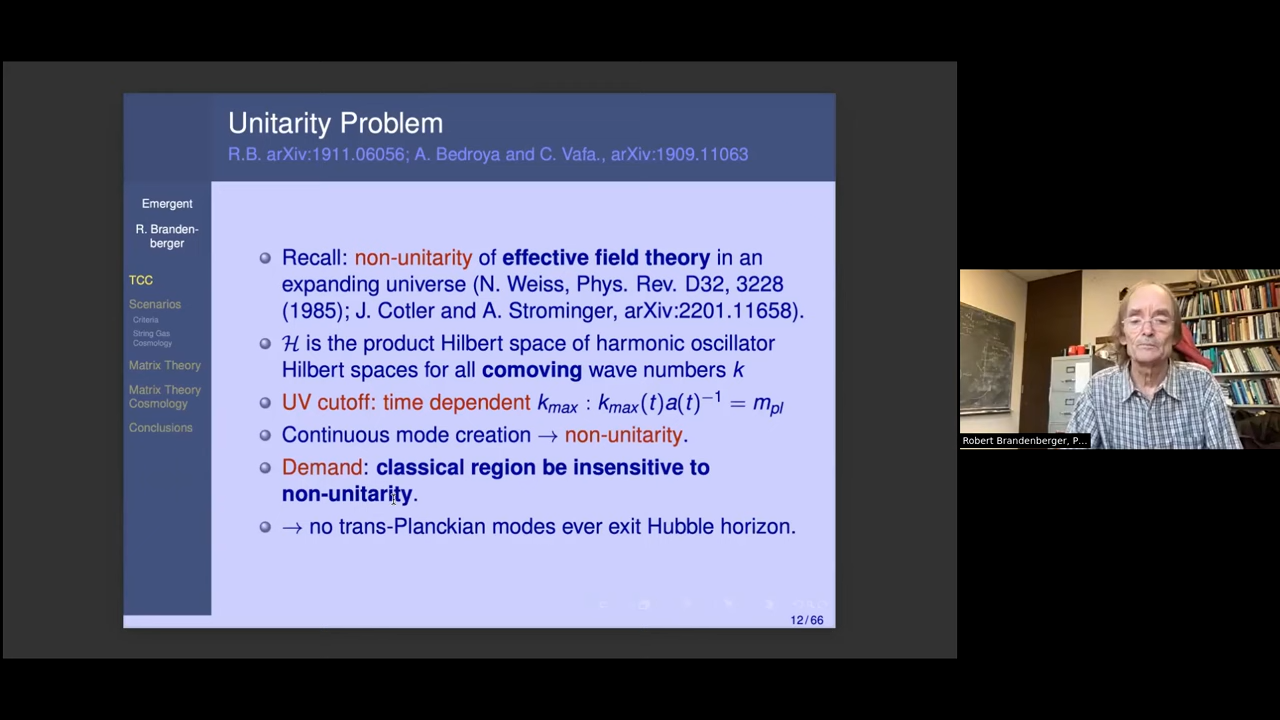 Unitarity Problem
R.B. arXiv:1911.06056; A. Bedroya and C. Vafa., arXiv:1909.11063
Emergent
R. Branden-
berger
TCC
Scenarios
Criteria
String Gas
Cosmology
Matrix Theory
Matrix Theory
Cosmology
Conclusions
Recall: non-unitarity of effective field theory in an
expanding universe (N. Weiss, Phys. Rev. D32, 3228
(1985); J. Cotler and A. Strominger, arXiv:2201.11658).
ℋ is the product Hilbert space of harmonic oscillator
Hilbert spaces for all comoving wave numbers k
UV cutoff: time dependent k_max : k_max(t)a(t)⁻¹ = m_pl
Continuous mode creation → non-unitarity.
Demand: classical region be insensitive to
non-unitarity.
→ no trans-Planckian modes ever exit Hubble horizon.
12/66
Robert Brandenberger, P...